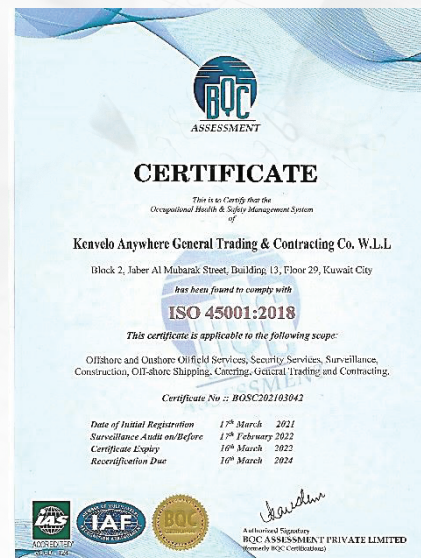 BQC
ASSESSMENT
CERTIFICATE
This is to Certify that the
Occupational Health & Safety Management System
of
Kenvelo Anywhere General Trading & Contracting Co. W.L.L
Block 2, Jaber Al Mubarak Street, Building 13, Floor 29, Kuwait City
has been found to comply with
ISO 45001:2018
This certificate is applicable to the following scope:
Offshore and Onshore Oilfield Services, Security Services, Surveillance,
Construction, Off-shore Shipping, Catering, General Trading and Contracting.
Certificate No :: BOSC202103042
Date of Initial Registration 17th March 2021
Surveillance Audit on/Before 17th February 2022
Certificate Expiry 16th March 2022
Recertification Due 16th March 2024
IAS
ACCREDITED
IAF
BQC
Authorized Signatory
BQC ASSESSMENT PRIVATE LIMITED
(formerly BQC Certifications)